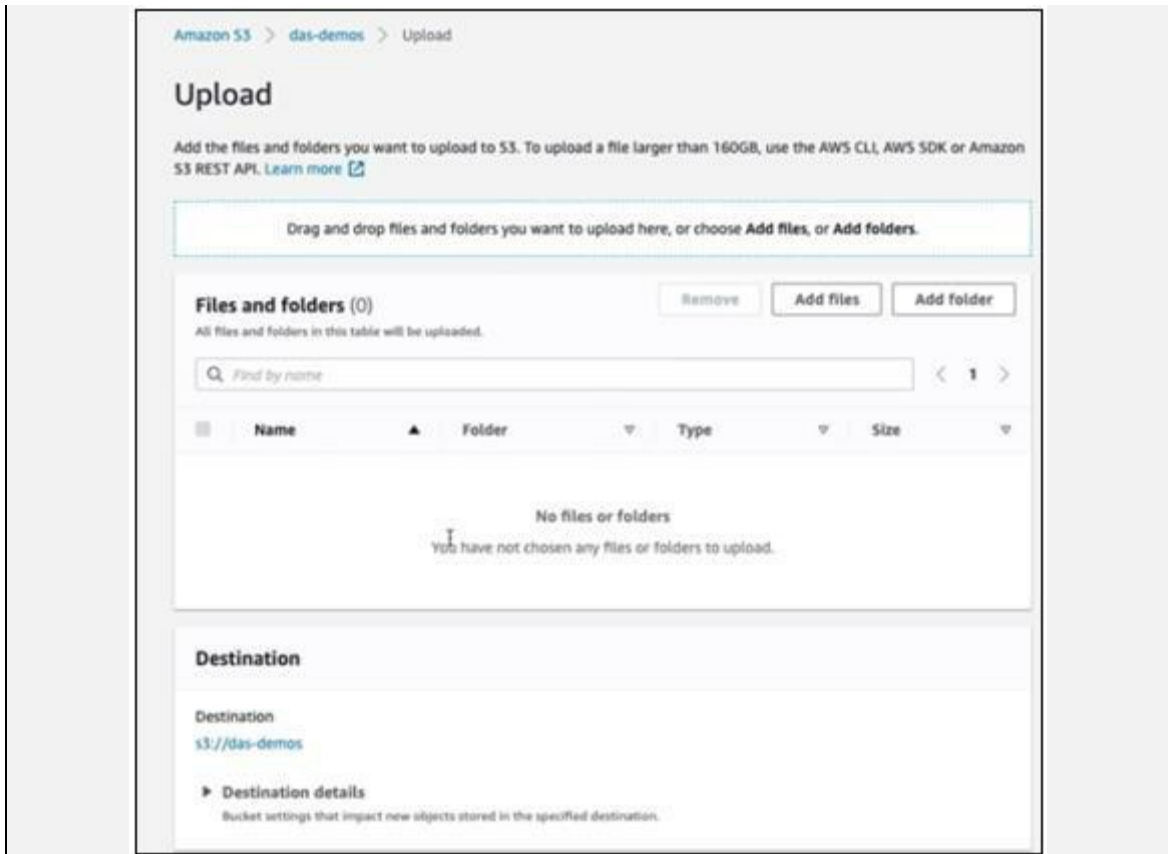 Amazon S3 > das-demos > Upload
Upload
Add the files and folders you want to upload to S3. To upload a file larger than 160GB, use the AWS CLI, AWS SDK or Amazon
S3 REST API. Learn more
Drag and drop files and folders you want to upload here, or choose Add files, or Add folders.
Files and folders (0)
Remove
Add files
Add folder
All files and folders in this table will be uploaded.
Find by name
< 1 >
Name
Folder
Type
Size
No files or folders
You have not chosen any files or folders to upload.
Destination
Destination
s3://das-demos
Destination details
Bucket settings that impact new objects stored in the specified destination.